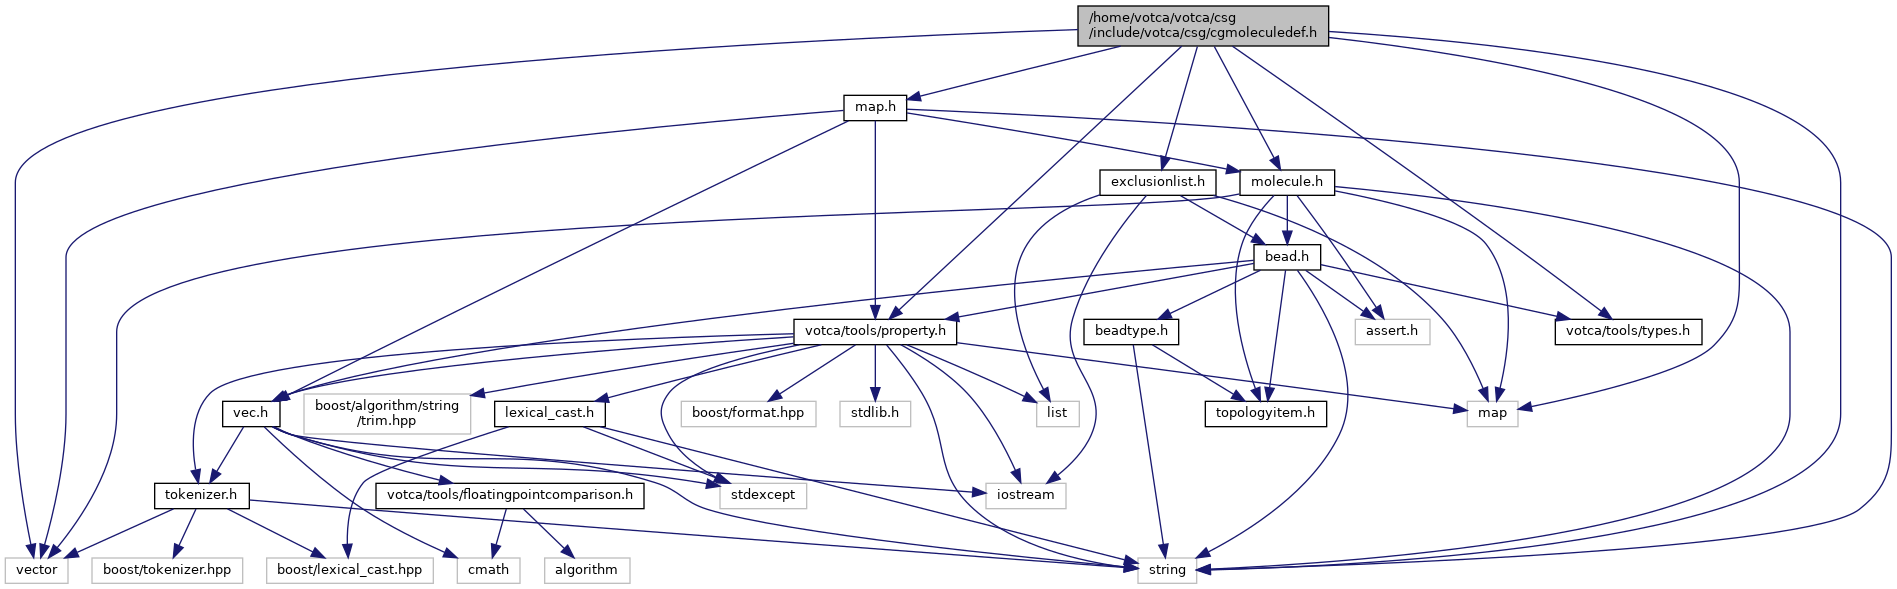 /home/votca/votca/csg
/include/votca/csg/cgmoleculedef.h
map.h
exclusionlist.h
molecule.h
bead.h
votca/tools/property.h
beadtype.h
assert.h
votca/tools/types.h
vec.h
boost/algorithm/string
/trim.hpp
lexical_cast.h
boost/format.hpp
stdlib.h
list
topologyitem.h
map
tokenizer.h
votca/tools/floatingpointcomparison.h
stdexcept
iostream
vector
boost/tokenizer.hpp
boost/lexical_cast.hpp
cmath
algorithm
string